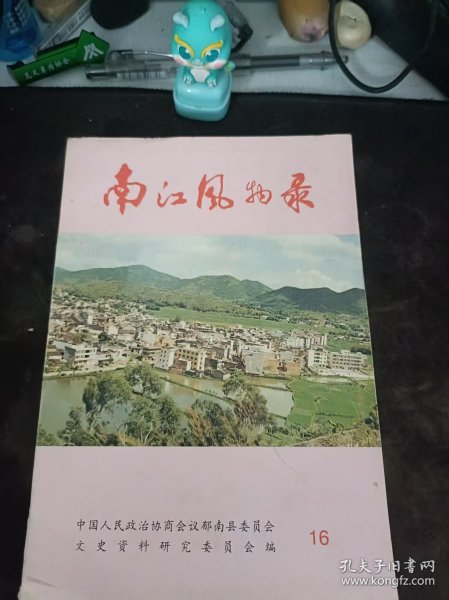 南江风物录
中国人民政治协商会议郁南县委员会
文史资料研究委员会编
16
孔夫子旧书网
www.kongfz.com